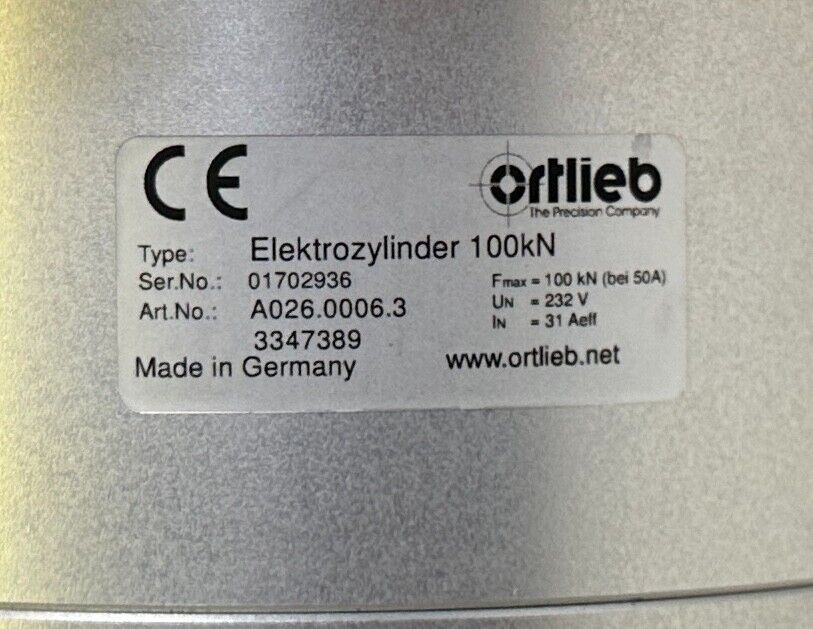 CE
ortlieb
The Precision Company
Type: Elektrozylinder 100kN
Ser.No.: 01702936
Art.No.: A026.0006.3
3347389
Made in Germany
Fmax = 100 kN (bei 50A)
UN = 232 V
IN = 31 Aeff
www.ortlieb.net